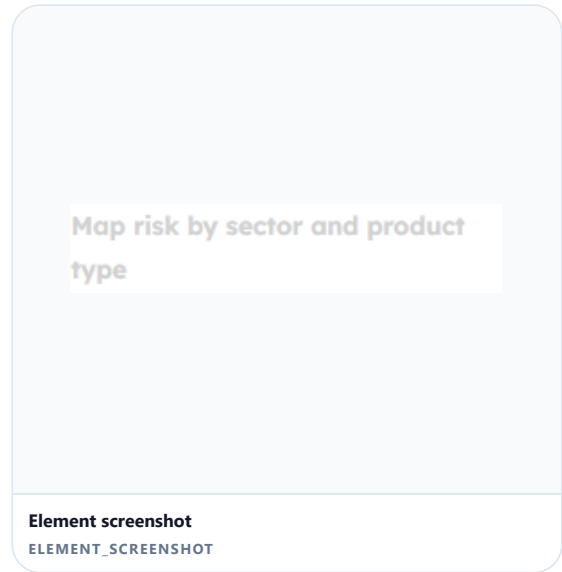 Map risk by sector and product
type
Element screenshot
ELEMENT_SCREENSHOT